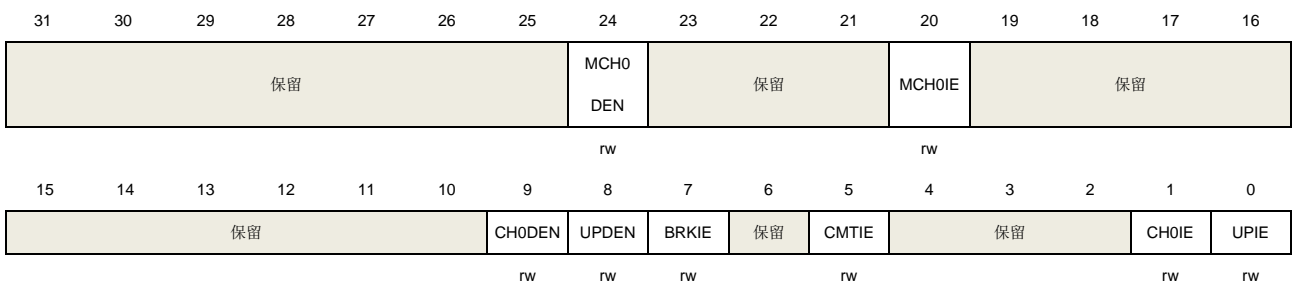 31 30 29 28 27 26 25 24 23 22 21 20 19 18 17 16
保留 MCH0 DEN 保留 MCH0IE 保留
rw rw
15 14 13 12 11 10 9 8 7 6 5 4 3 2 1 0
保留 CH0DEN UPDEN BRKIE 保留 CMTIE 保留 CH0IE UPIE
rw rw rw rw rw rw